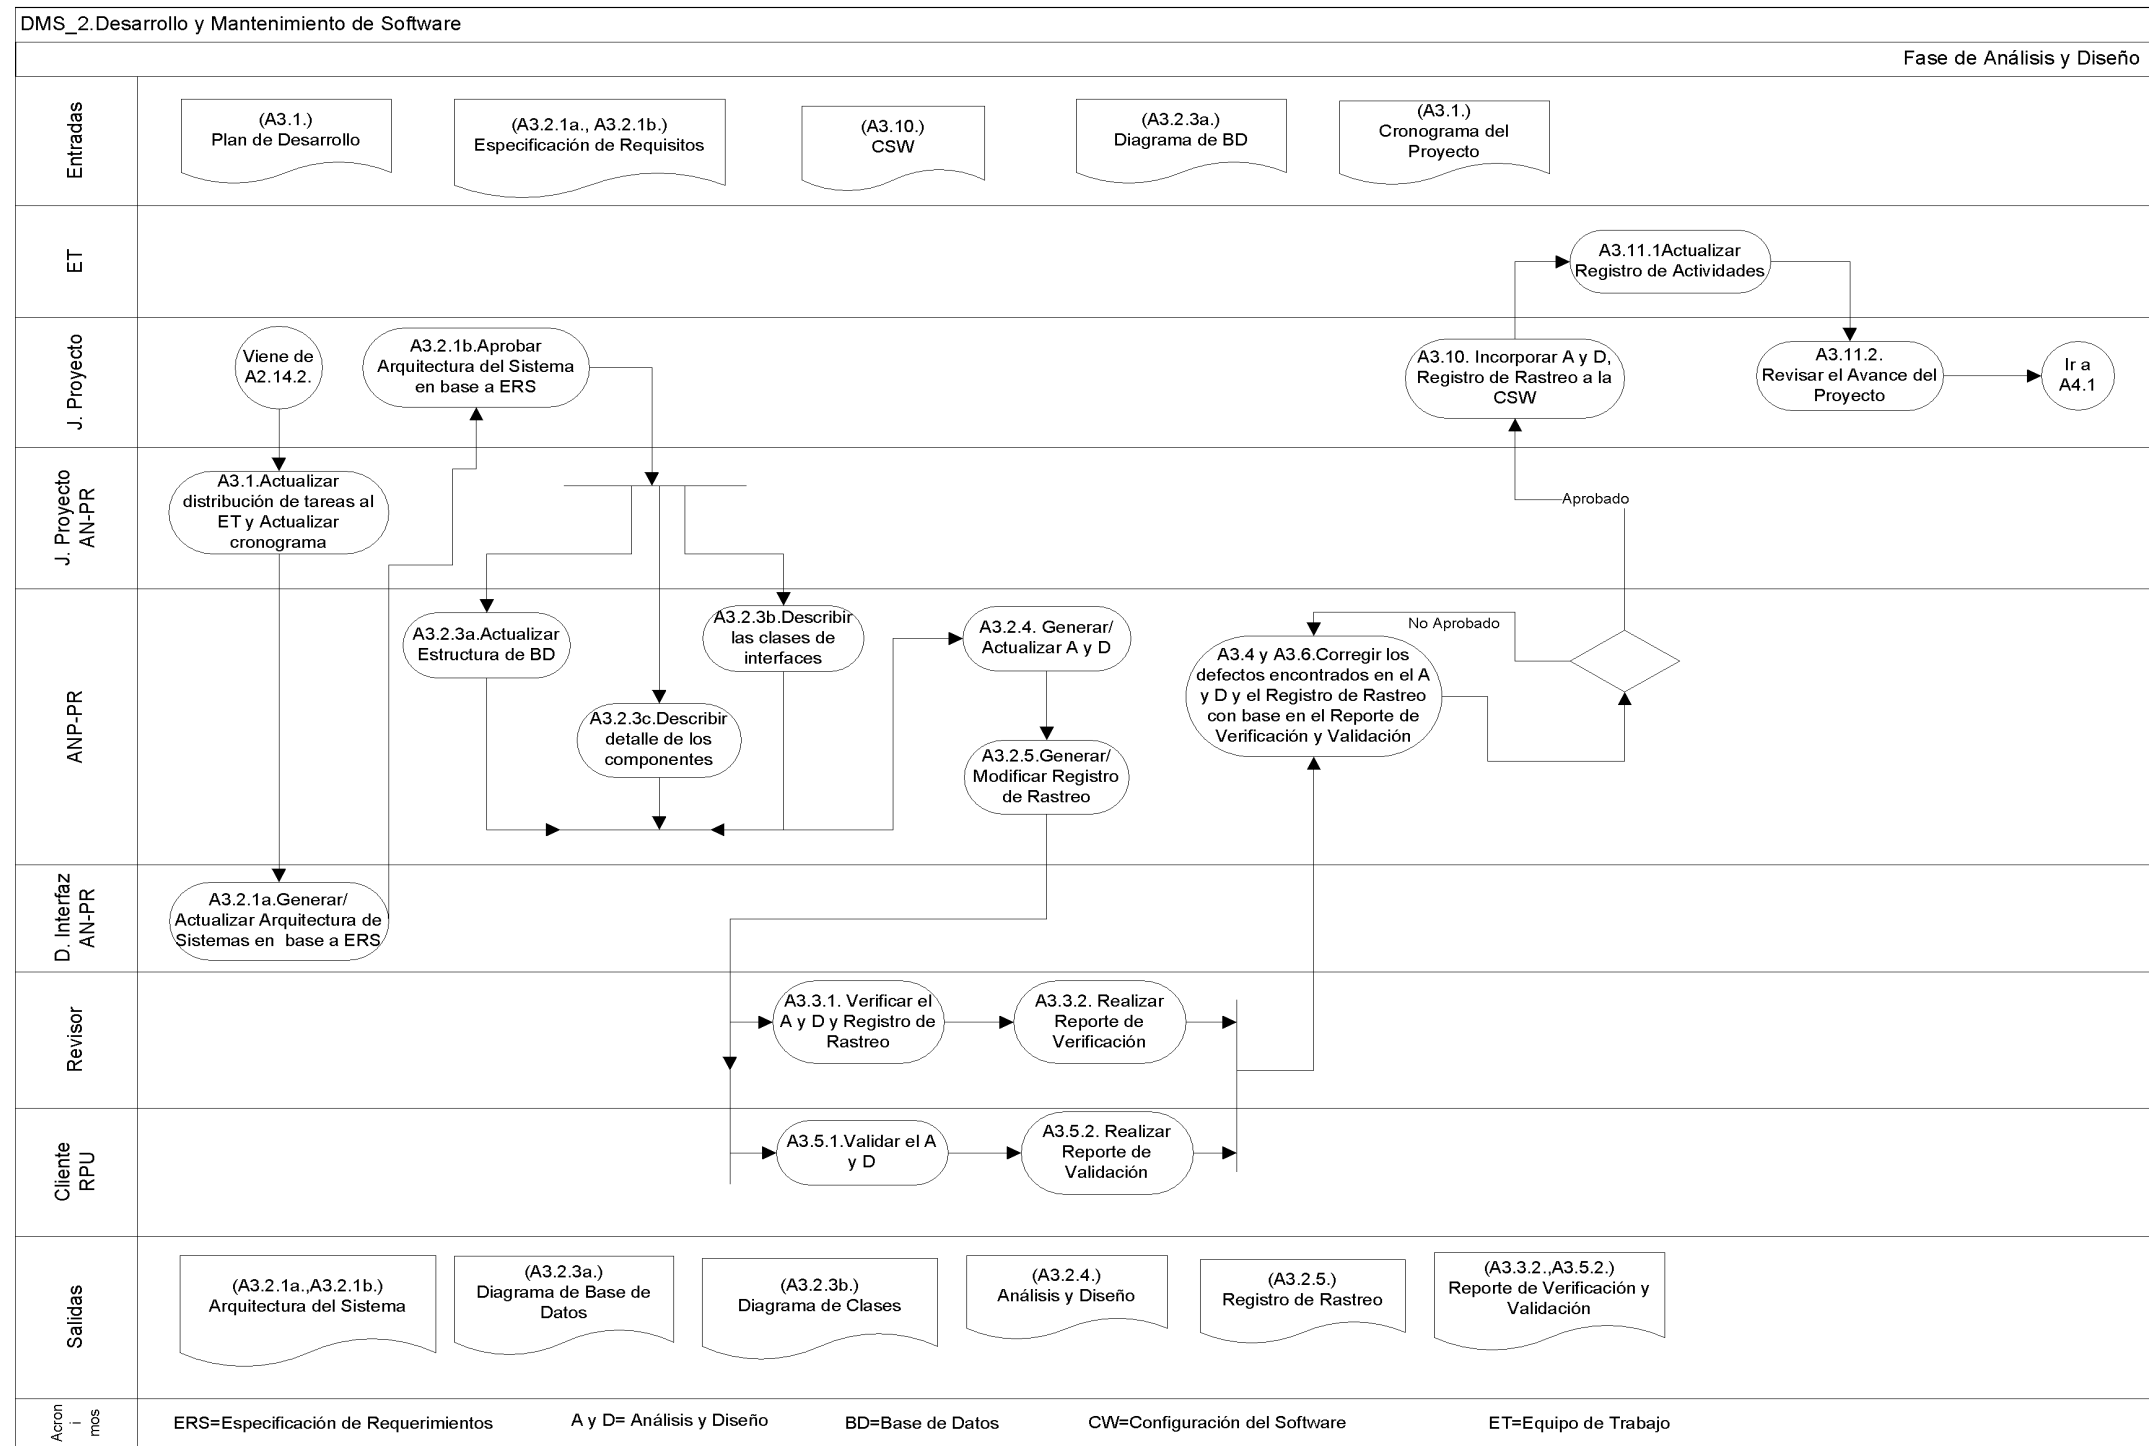 DMS_2.Desarrollo y Mantenimiento de Software
Fase de Análisis y Diseño
Entradas
(A3.1.)
Plan de Desarrollo
(A3.2.1a., A3.2.1b.)
Especificación de Requisitos
(A3.10.)
CSW
(A3.2.3a.)
Diagrama de BD
(A3.1.)
Cronograma del
Proyecto
ET
A3.11.1Actualizar
Registro de Actividades
J. Proyecto
Viene de
A2.14.2.
A3.2.1b.Aprobar
Arquitectura del Sistema
en base a ERS
A3.10. Incorporar A y D,
Registro de Rastreo a la
CSW
A3.11.2.
Revisar el Avance del
Proyecto
Ir a
A4.1
J. Proyecto
AN-PR
A3.1.Actualizar
distribución de tareas al
ET y Actualizar
cronograma
Aprobado
ANP-PR
A3.2.3a.Actualizar
Estructura de BD
A3.2.3b.Describir
las clases de
interfaces
A3.2.3c.Describir
detalle de los
componentes
A3.2.4. Generar/
Actualizar A y D
A3.2.5.Generar/
Modificar Registro
de Rastreo
No Aprobado
A3.4 y A3.6.Corregir los
defectos encontrados en el A
y D y el Registro de Rastreo
con base en el Reporte de
Verificación y Validación
D. Interfaz
AN-PR
A3.2.1a.Generar/
Actualizar Arquitectura de
Sistemas en  base a ERS
Revisor
A3.3.1. Verificar el
A y D y Registro de
Rastreo
A3.3.2. Realizar
Reporte de
Verificación
Cliente
RPU
A3.5.1.Validar el A
y D
A3.5.2. Realizar
Reporte de
Validación
Salidas
(A3.2.1a.,A3.2.1b.)
Arquitectura del Sistema
(A3.2.3a.)
Diagrama de Base de
Datos
(A3.2.3b.)
Diagrama de Clases
(A3.2.4.)
Análisis y Diseño
(A3.2.5.)
Registro de Rastreo
(A3.3.2.,A3.5.2.)
Reporte de Verificación y
Validación
Acron
i
mos
ERS=Especificación de Requerimientos
A y D= Análisis y Diseño
BD=Base de Datos
CW=Configuración del Software
ET=Equipo de Trabajo